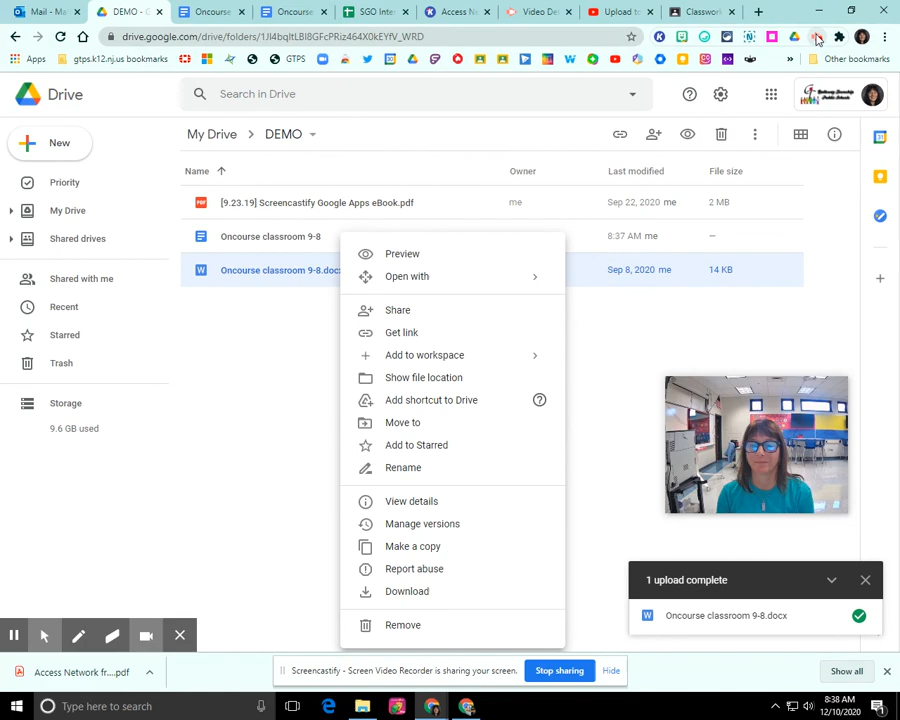 Mail - Ma
DEMO - G
Oncourse
Oncourse
SGO Inter
Access Ne
Video De
Upload to
Classwor
drive.google.com/drive/folders/
Apps
gtps.k12.nj.us bookmarks
GTPS
Other bookmarks
Drive
Search in Drive
New
My Drive
DEMO
Name
Owner
Last modified
File size
Priority
My Drive
Shared drives
Shared with me
Recent
Starred
Trash
Storage
9.6 GB used
[9.23.19] Screencastify Google Apps eBook.pdf
me
Sep 22, 2020 me
2 MB
Oncourse classroom 9-8
8:37 AM me
—
Oncourse classroom 9-8.docx
Sep 8, 2020 me
14 KB
Preview
Open with
Share
Get link
Add to workspace
Show file location
Add shortcut to Drive
Move to
Add to Starred
Rename
View details
Manage versions
Make a copy
Report abuse
Download
Remove
1 upload complete
Oncourse classroom 9-8.docx
Access Network fr....pdf
Screencastify - Screen Video Recorder is sharing your screen.
Stop sharing
Hide
Show all
Type here to search
8:38 AM
12/10/2020